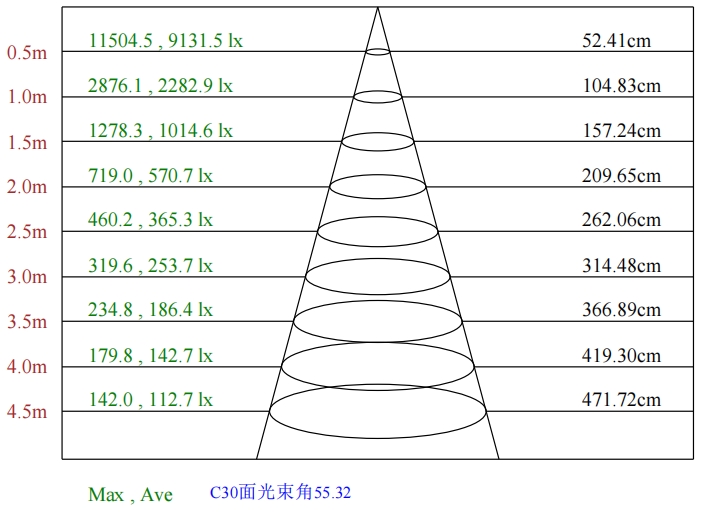 11504.5 , 9131.5 lx 52.41cm
0.5m
2876.1 , 2282.9 lx 104.83cm
1.0m
1278.3 , 1014.6 lx 157.24cm
1.5m
719.0 , 570.7 lx 209.65cm
2.0m
460.2 , 365.3 lx 262.06cm
2.5m
319.6 , 253.7 lx 314.48cm
3.0m
234.8 , 186.4 lx 366.89cm
3.5m
179.8 , 142.7 lx 419.30cm
4.0m
142.0 , 112.7 lx 471.72cm
4.5m
Max , Ave C30面光束角55.32